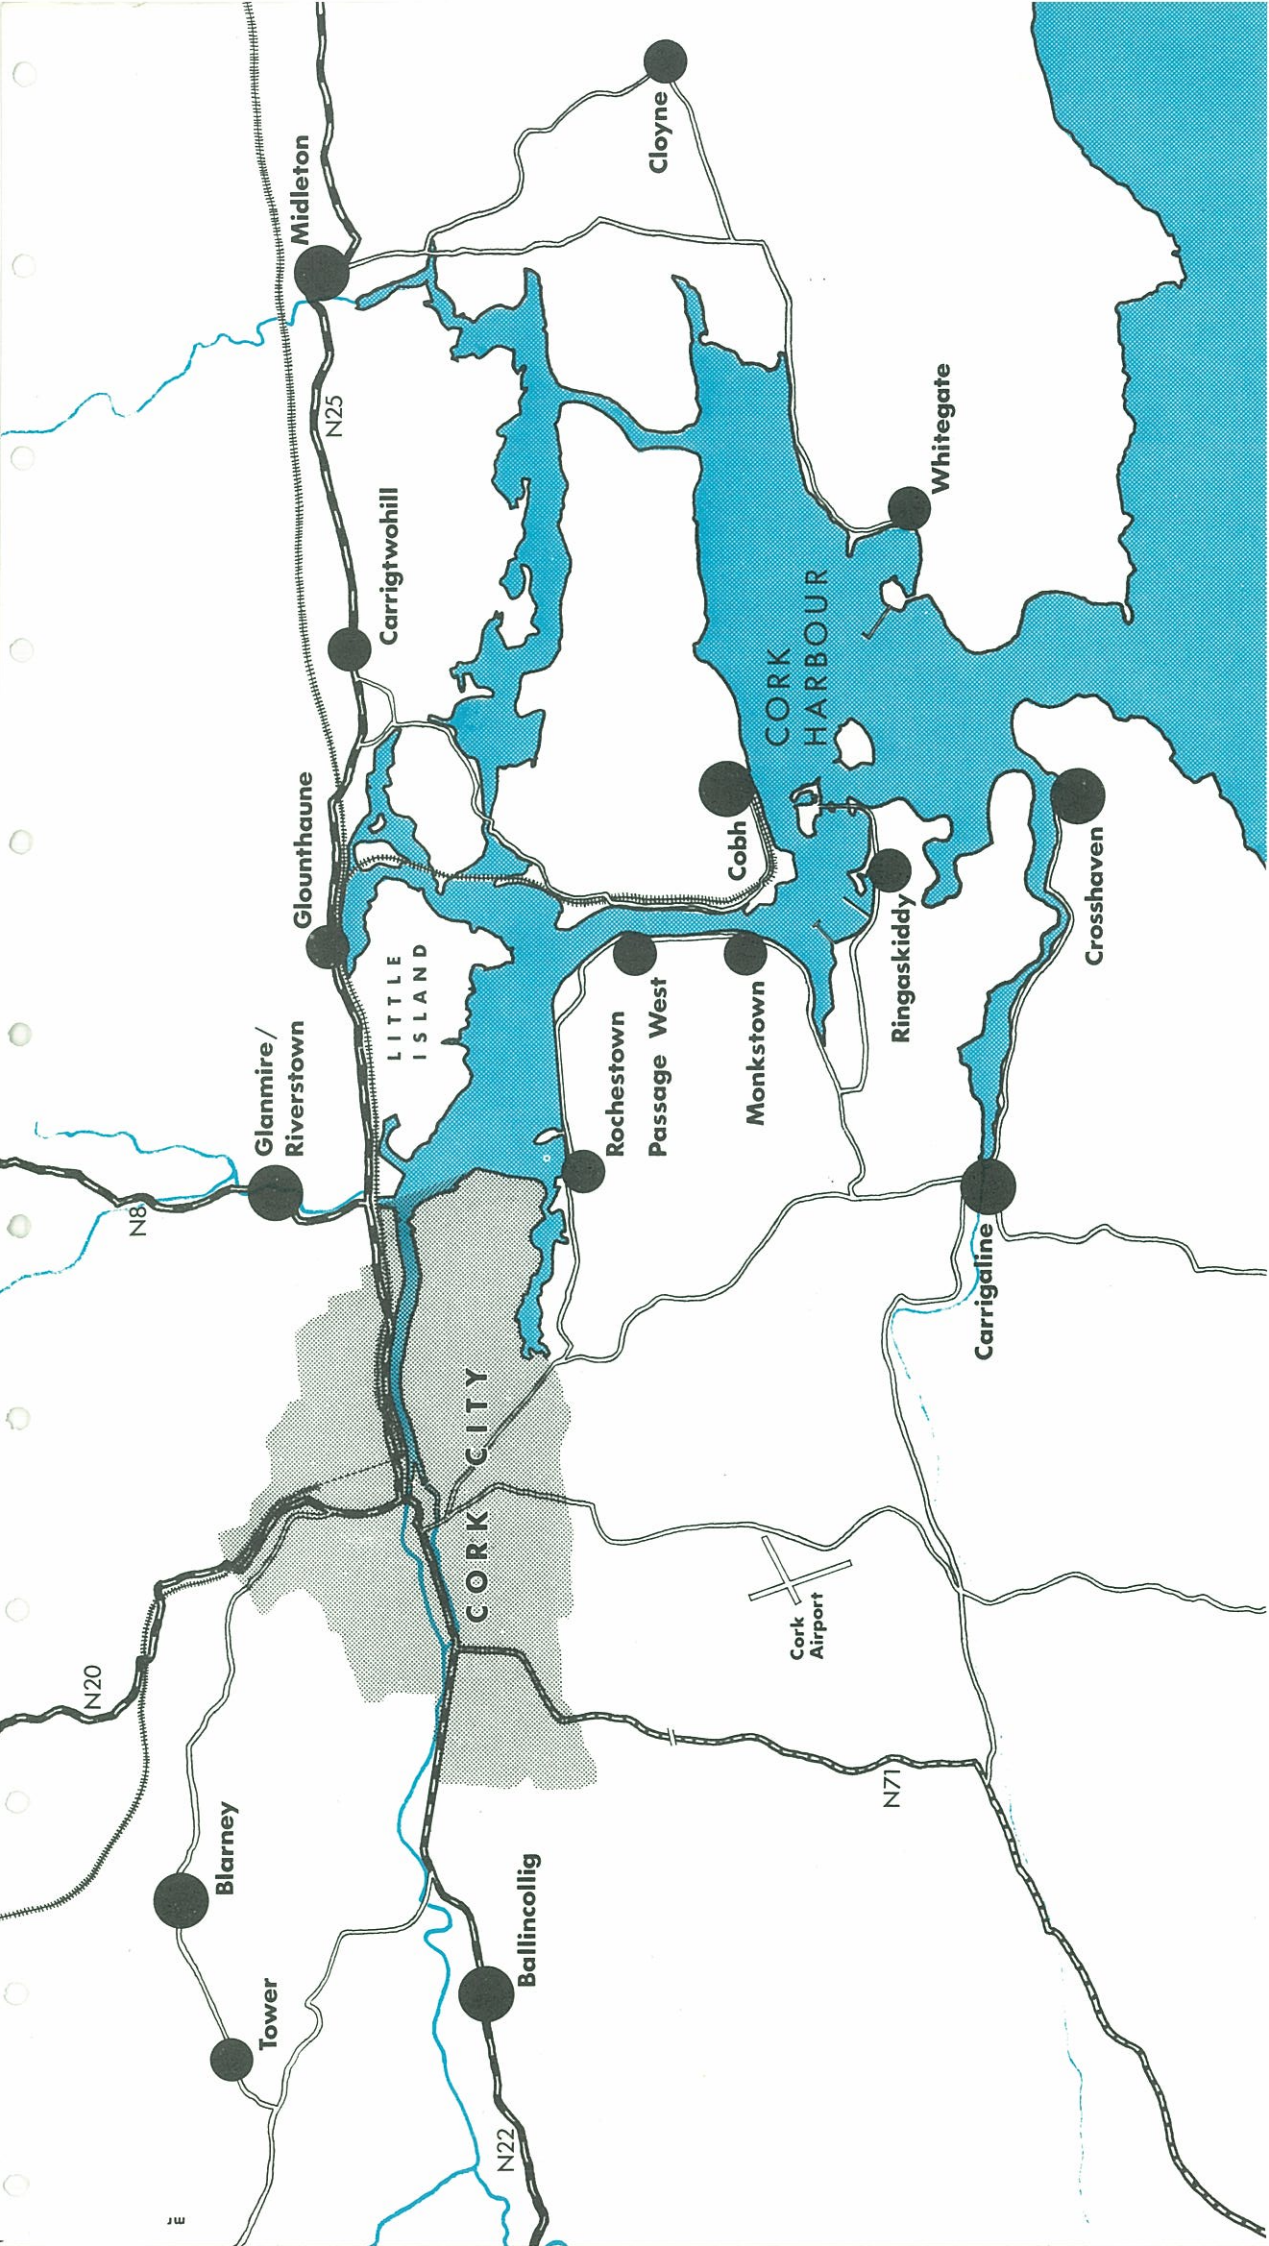 N20
N8
Glanmire/
Riverstown
Blarney
Tower
Glounthaune
Midleton
N25
Carrigtwohill
LITTLE
ISLAND
CORK CITY
Ballincollig
N22
Rochestown
Passage West
Cloyne
Cobh
Monkstown
CORK
HARBOUR
Cork
Airport
Ringaskiddy
Whitegate
N71
Carrigaline
Crosshaven